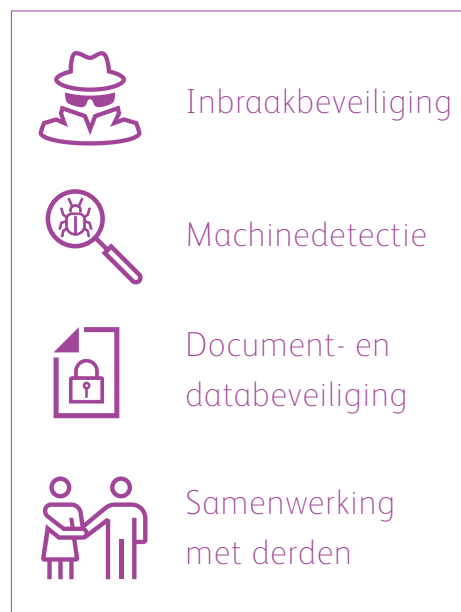 Inbraakbeveiliging
Machinedetectie
Document- en
databeveiliging
Samenwerking
met derden